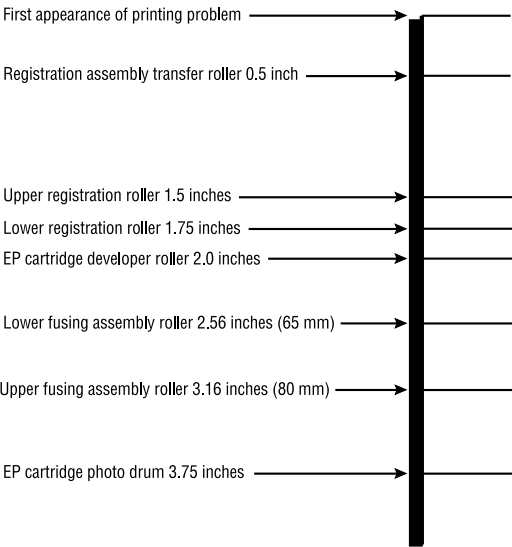 First appearance of printing problem
Registration assembly transfer roller 0.5 inch
Upper registration roller 1.5 inches
Lower registration roller 1.75 inches
EP cartridge developer roller 2.0 inches
Lower fusing assembly roller 2.56 inches (65 mm)
Upper fusing assembly roller 3.16 inches (80 mm)
EP cartridge photo drum 3.75 inches